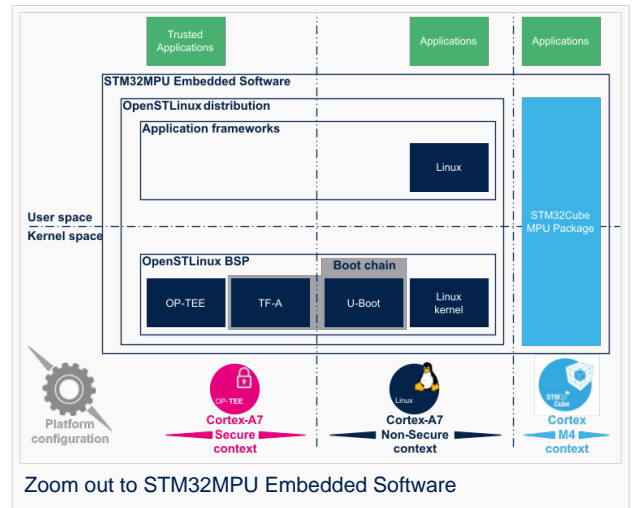 Trusted
Applications
Applications
Applications
STM32MPU Embedded Software
OpenSTLinux distribution
Application frameworks
Linux
User space
Kernel space
STM32Cube
MPU Package
OpenSTLinux BSP
Boot chain
OP-TEE
TF-A
U-Boot
Linux
kernel
Platform
configuration
OP-TEE
Cortex-A7
Secure
context
Linux
Cortex-A7
Non-Secure
context
STM32
Cube
Cortex
M4
context
Zoom out to STM32MPU Embedded Software